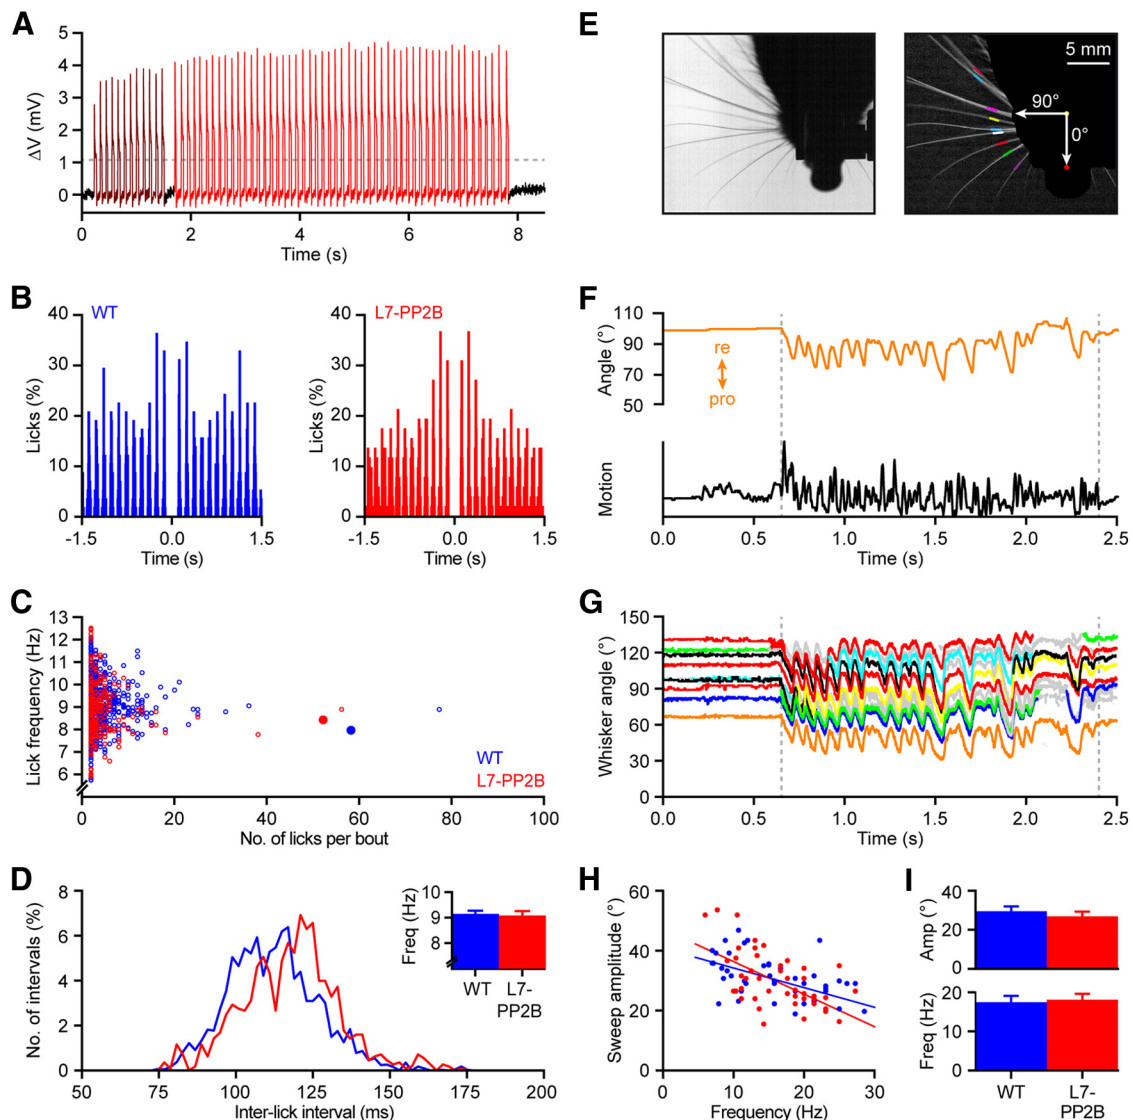 A
ΔV (mV)
5
4
3
2
1
0
0 2 4 6 8
Time (s)
B
WT
Licks (%)
40
30
20
10
0
-1.5 0.0 1.5
Time (s)
L7-PP2B
Licks (%)
40
30
20
10
0
-1.5 0.0 1.5
Time (s)
C
Lick frequency (Hz)
13
12
11
10
9
8
7
6
WT
L7-PP2B
0 20 40 60 80 100
No. of licks per bout
D
No. of intervals (%)
8
6
4
2
0
50 75 100 125 150 175 200
Inter-lick interval (ms)
Freq (Hz)
10
9
8
WT L7-
PP2B
E
5 mm
90°
0°
F
Angle (°)
110
90
70
50
re
pro
Motion
0.0 0.5 1.0 1.5 2.0 2.5
Time (s)
G
Whisker angle (°)
150
120
90
60
30
0
0.0 0.5 1.0 1.5 2.0 2.5
Time (s)
H
Sweep amplitude (°)
60
40
20
0
0 10 20 30
Frequency (Hz)
I
Amp (°)
40
20
0
Freq (Hz)
20
10
0
WT L7-
PP2B